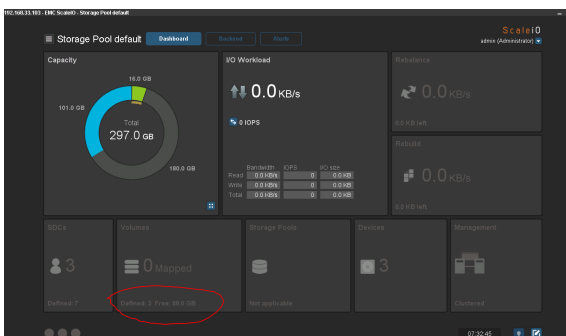 192.168.33.103 - EMC ScaleIO - Storage Pool default
ScaleIO
Storage Pool default
Dashboard
Backend
Alerts
admin (Administrator)
Capacity
16.0 GB
101.0 GB
Total
297.0 GB
180.0 GB
I/O Workload
0.0 KB/s
0 IOPS
Bandwidth IOPS I/O size
Read 0.0 KB/s 0 0.0 KB
Write 0.0 KB/s 0 0.0 KB
Total 0.0 KB/s 0 0.0 KB
Rebalance
0.0 KB/s
0.0 KB left
Rebuild
0.0 KB/s
0.0 KB left
SDCs
3
Defined: 7
Volumes
0 Mapped
Defined: 3 Free: 88.0 GB
Storage Pools
Not applicable
Devices
3
Management
Clustered
07:32:45